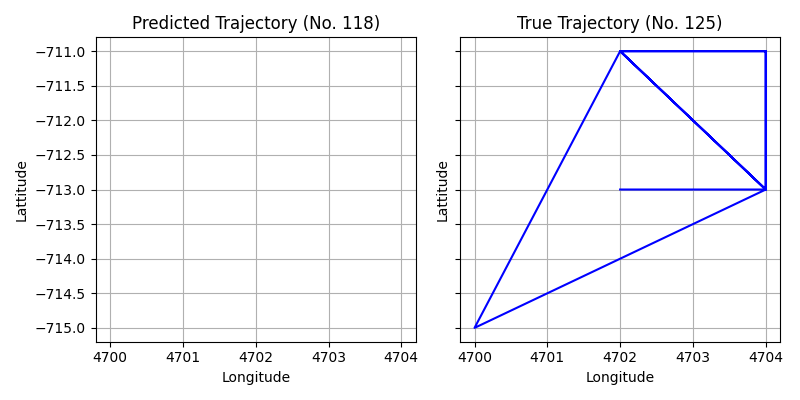 Predicted Trajectory (No. 118)
−711.0
−711.5
−712.0
−712.5
−713.0
−713.5
−714.0
−714.5
−715.0
Lattitude
4700 4701 4702 4703 4704
Longitude
True Trajectory (No. 125)
Lattitude
4700 4701 4702 4703 4704
Longitude